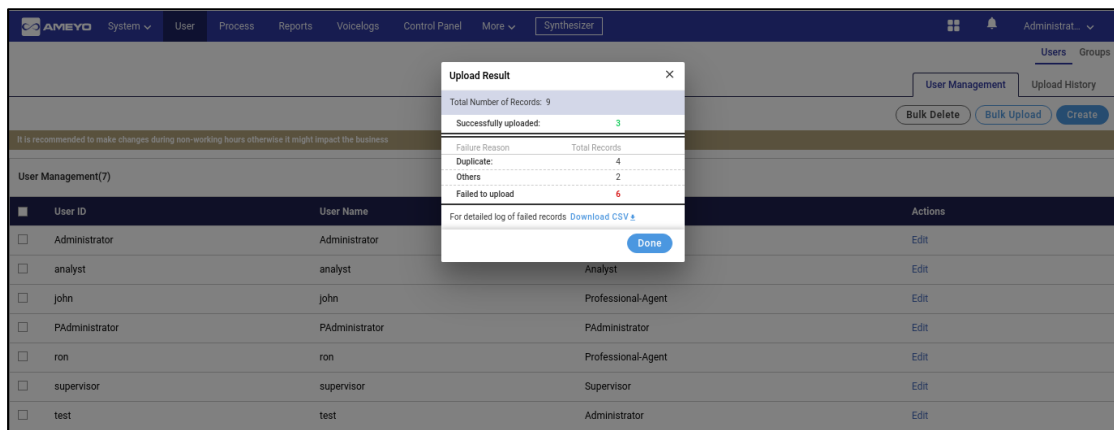 AMEYO System User Process Reports Voicelogs Control Panel More Synthesizer Administrat...
Users Groups
User Management Upload History
Bulk Delete Bulk Upload Create
It is recommended to make changes during non-working hours otherwise it might impact the business
User Management(7)
User ID User Name Actions
Administrator Administrator Edit
analyst analyst Analyst Edit
john john Professional-Agent Edit
PAdministrator PAdministrator PAdministrator Edit
ron ron Professional-Agent Edit
supervisor supervisor Supervisor Edit
test test Administrator Edit
Upload Result
Total Number of Records: 9
Successfully uploaded: 3
Failure Reason Total Records
Duplicate: 4
Others 2
Failed to upload 6
For detailed log of failed records Download CSV
Done